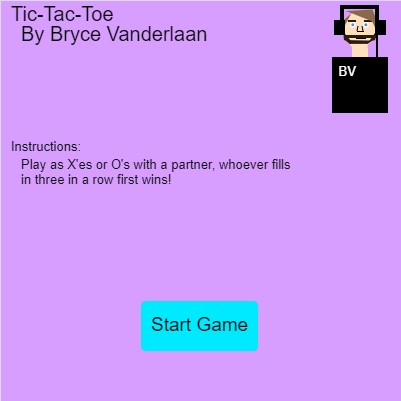 Tic-Tac-Toe
By Bryce Vanderlaan
BV
Instructions:
Play as X'es or O's with a partner, whoever fills
in three in a row first wins!
Start Game